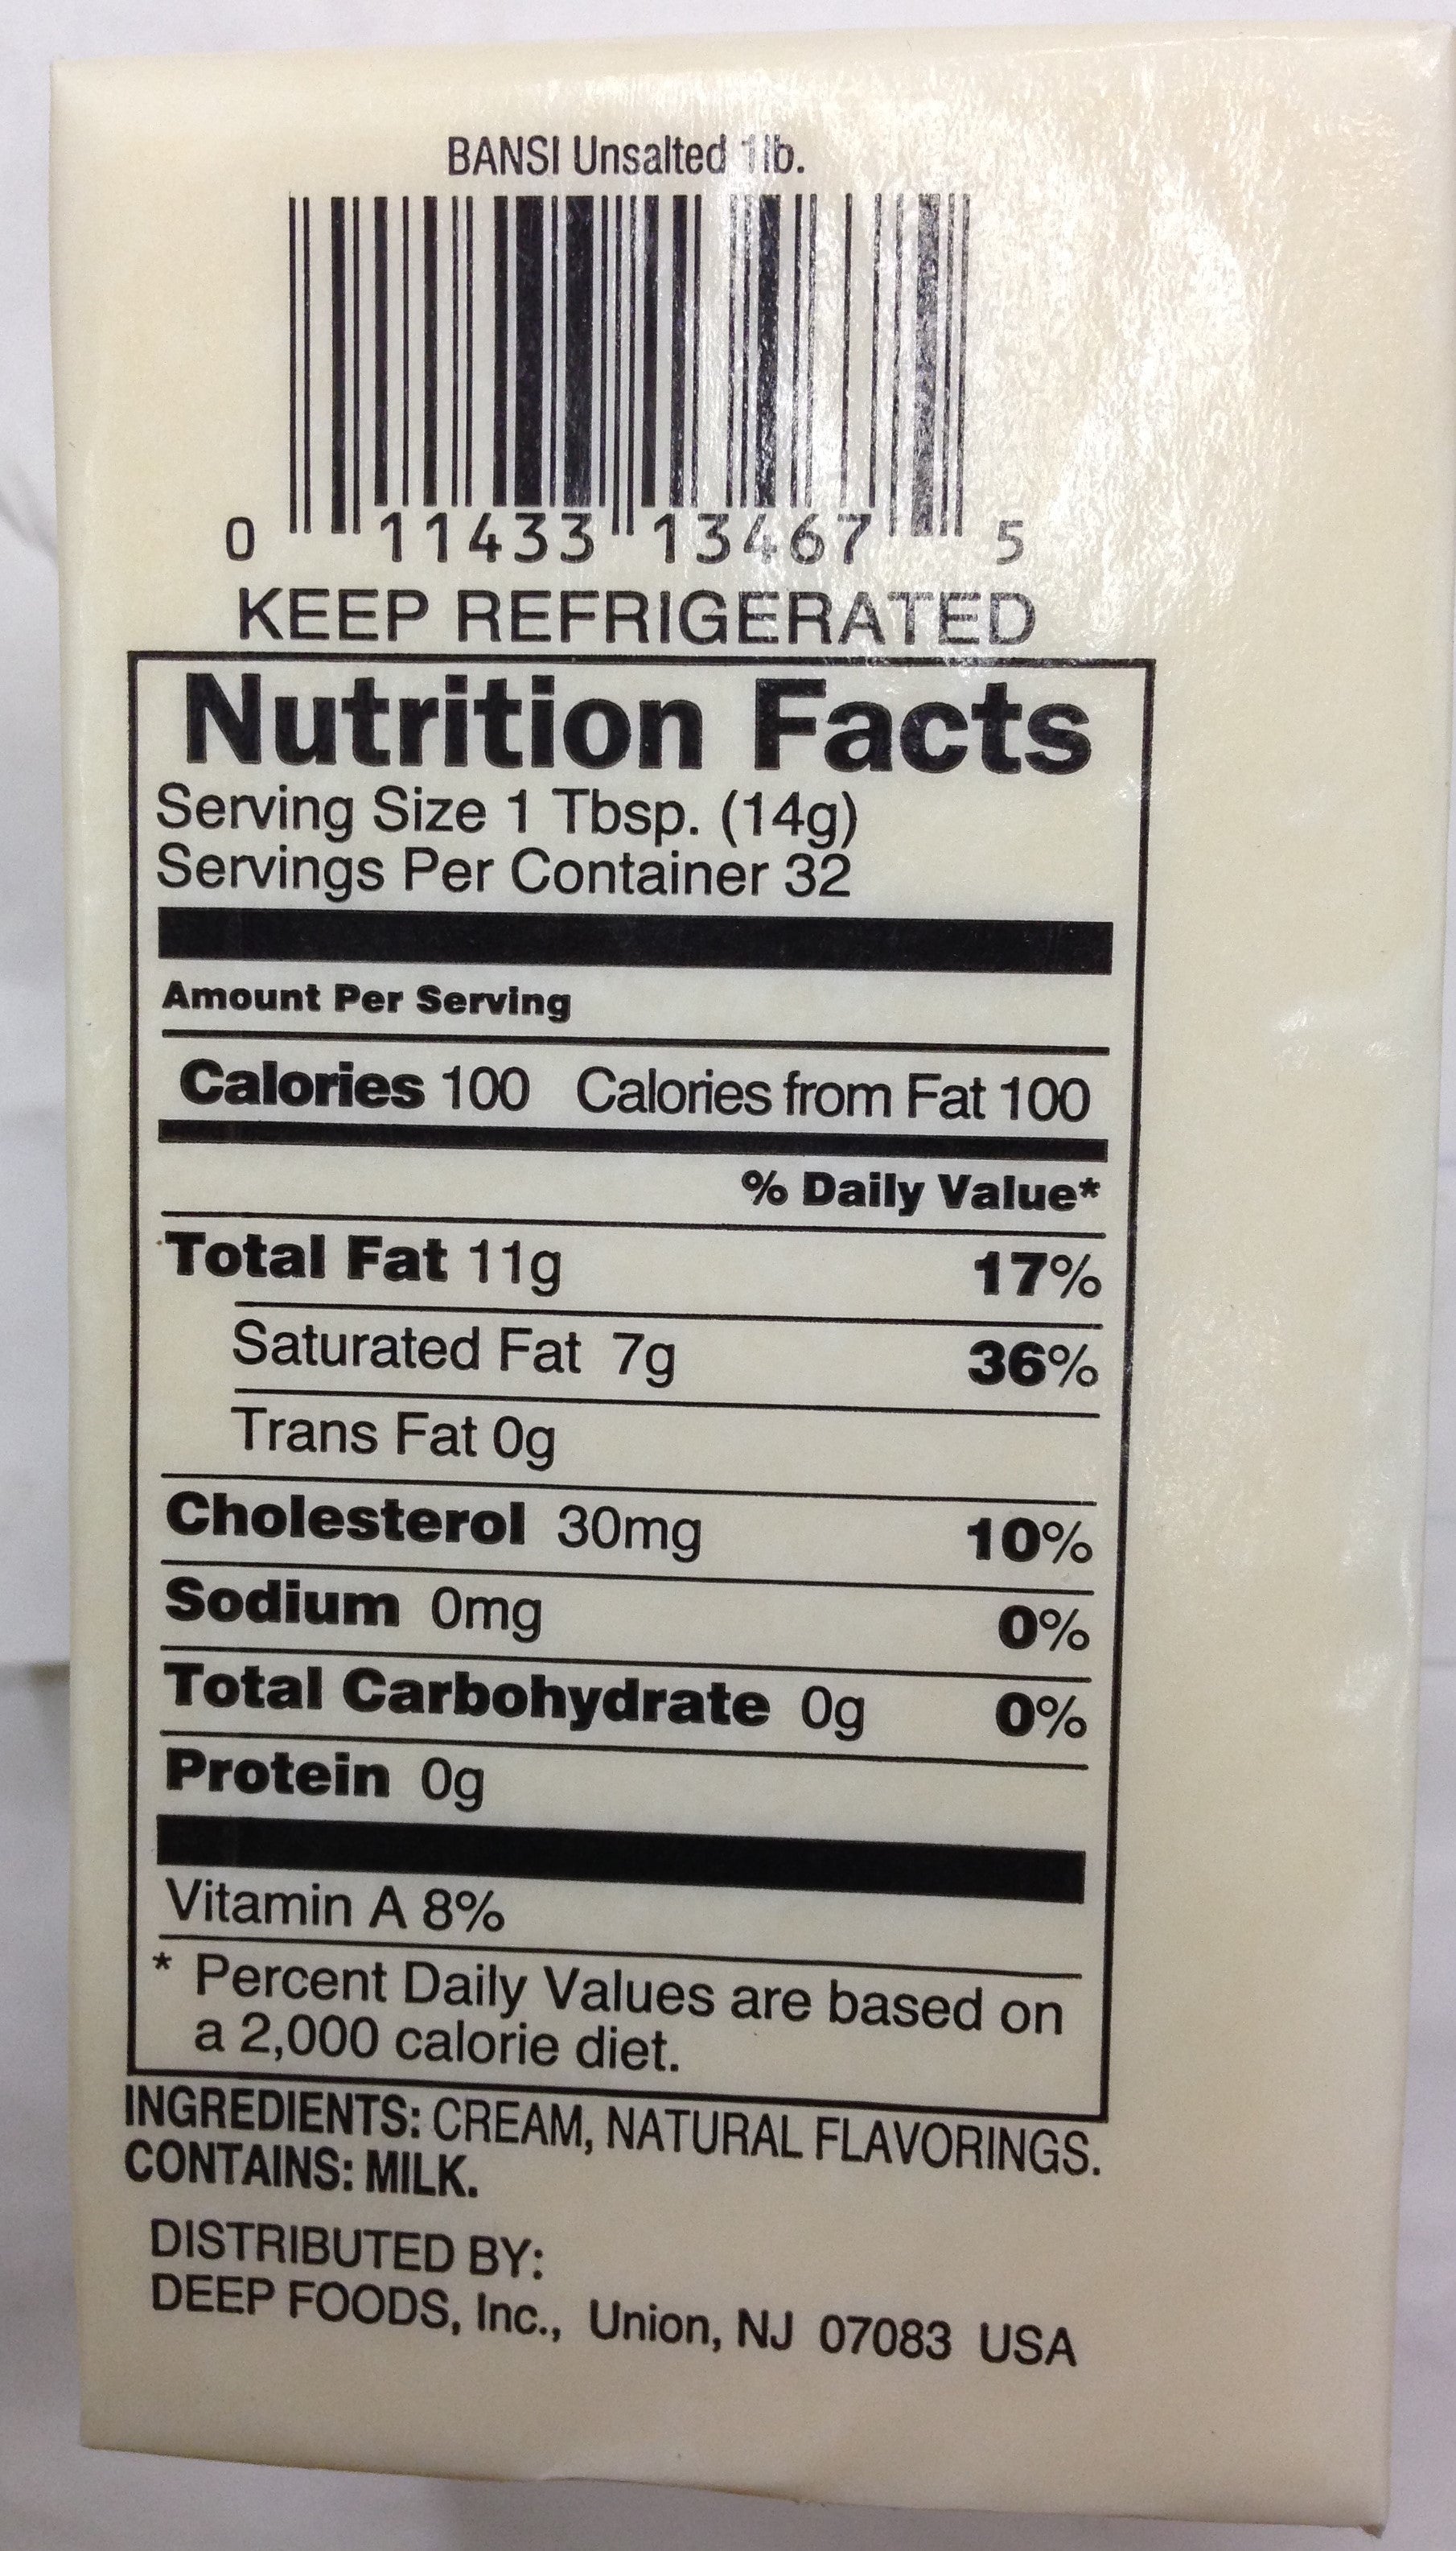 BANSI Unsalted 1 lb.
0 11433 13467 5
KEEP REFRIGERATED
Nutrition Facts
Serving Size 1 Tbsp. (14g)
Servings Per Container 32
Amount Per Serving
Calories 100 Calories from Fat 100
% Daily Value*
Total Fat 11g 17%
Saturated Fat 7g 36%
Trans Fat 0g
Cholesterol 30mg 10%
Sodium 0mg 0%
Total Carbohydrate 0g 0%
Protein 0g
Vitamin A 8%
* Percent Daily Values are based on
a 2,000 calorie diet.
INGREDIENTS: CREAM, NATURAL FLAVORINGS.
CONTAINS: MILK.
DISTRIBUTED BY:
DEEP FOODS, Inc., Union, NJ 07083 USA